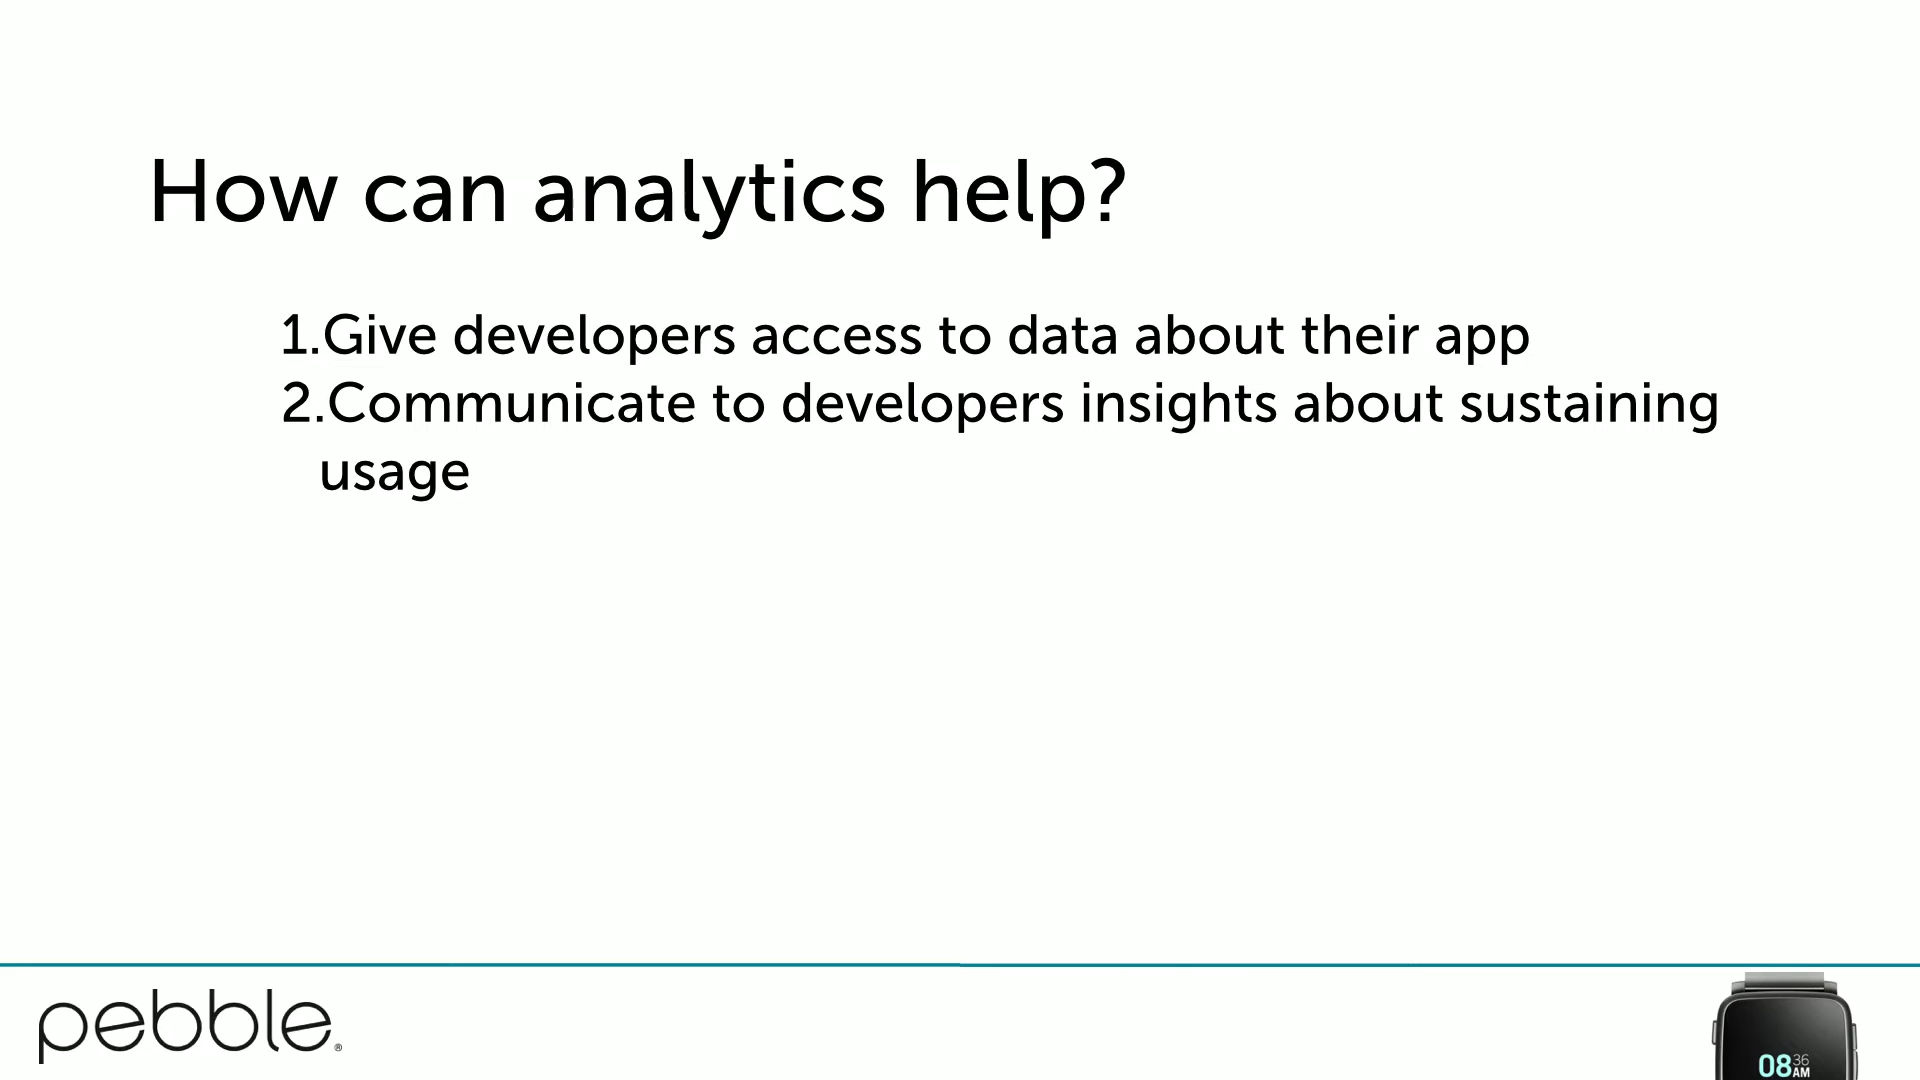 How can analytics help?
1.Give developers access to data about their app
2.Communicate to developers insights about sustaining
usage
pebble®
08 36
AM